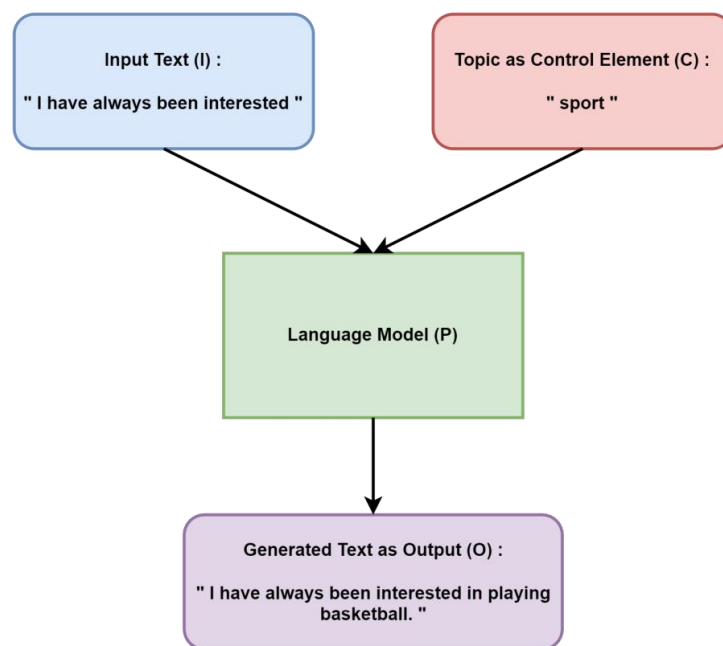 Input Text (I) :
" I have always been interested "
Topic as Control Element (C) :
" sport "
Language Model (P)
Generated Text as Output (O) :
" I have always been interested in playing
basketball. "